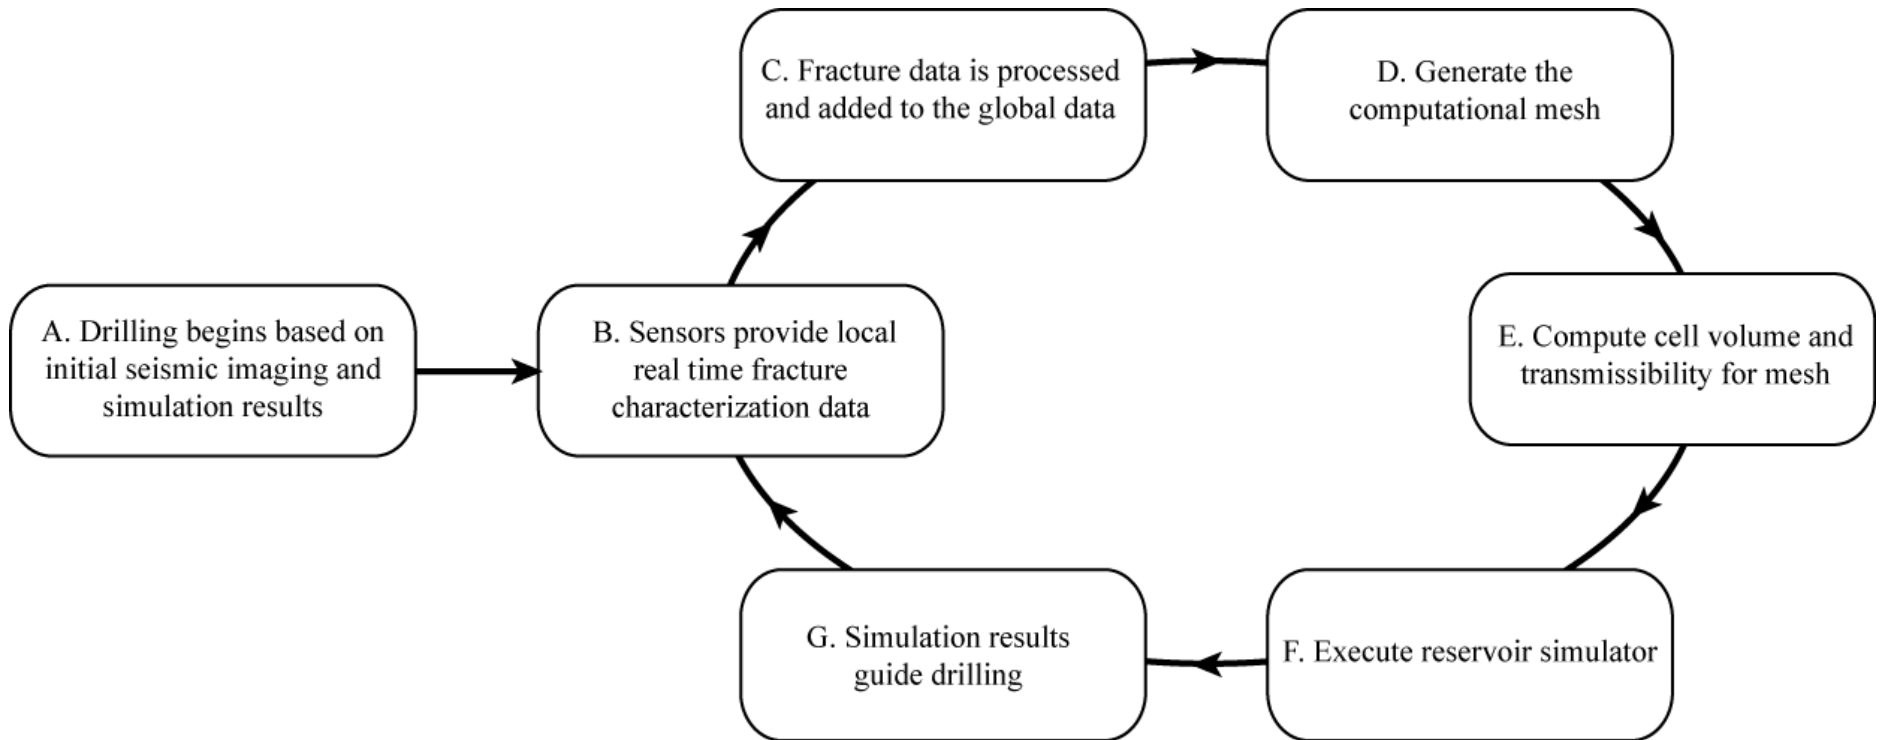 A. Drilling begins based on
initial seismic imaging and
simulation results
B. Sensors provide local
real time fracture
characterization data
C. Fracture data is processed
and added to the global data
D. Generate the
computational mesh
E. Compute cell volume and
transmissibility for mesh
F. Execute reservoir simulator
G. Simulation results
guide drilling